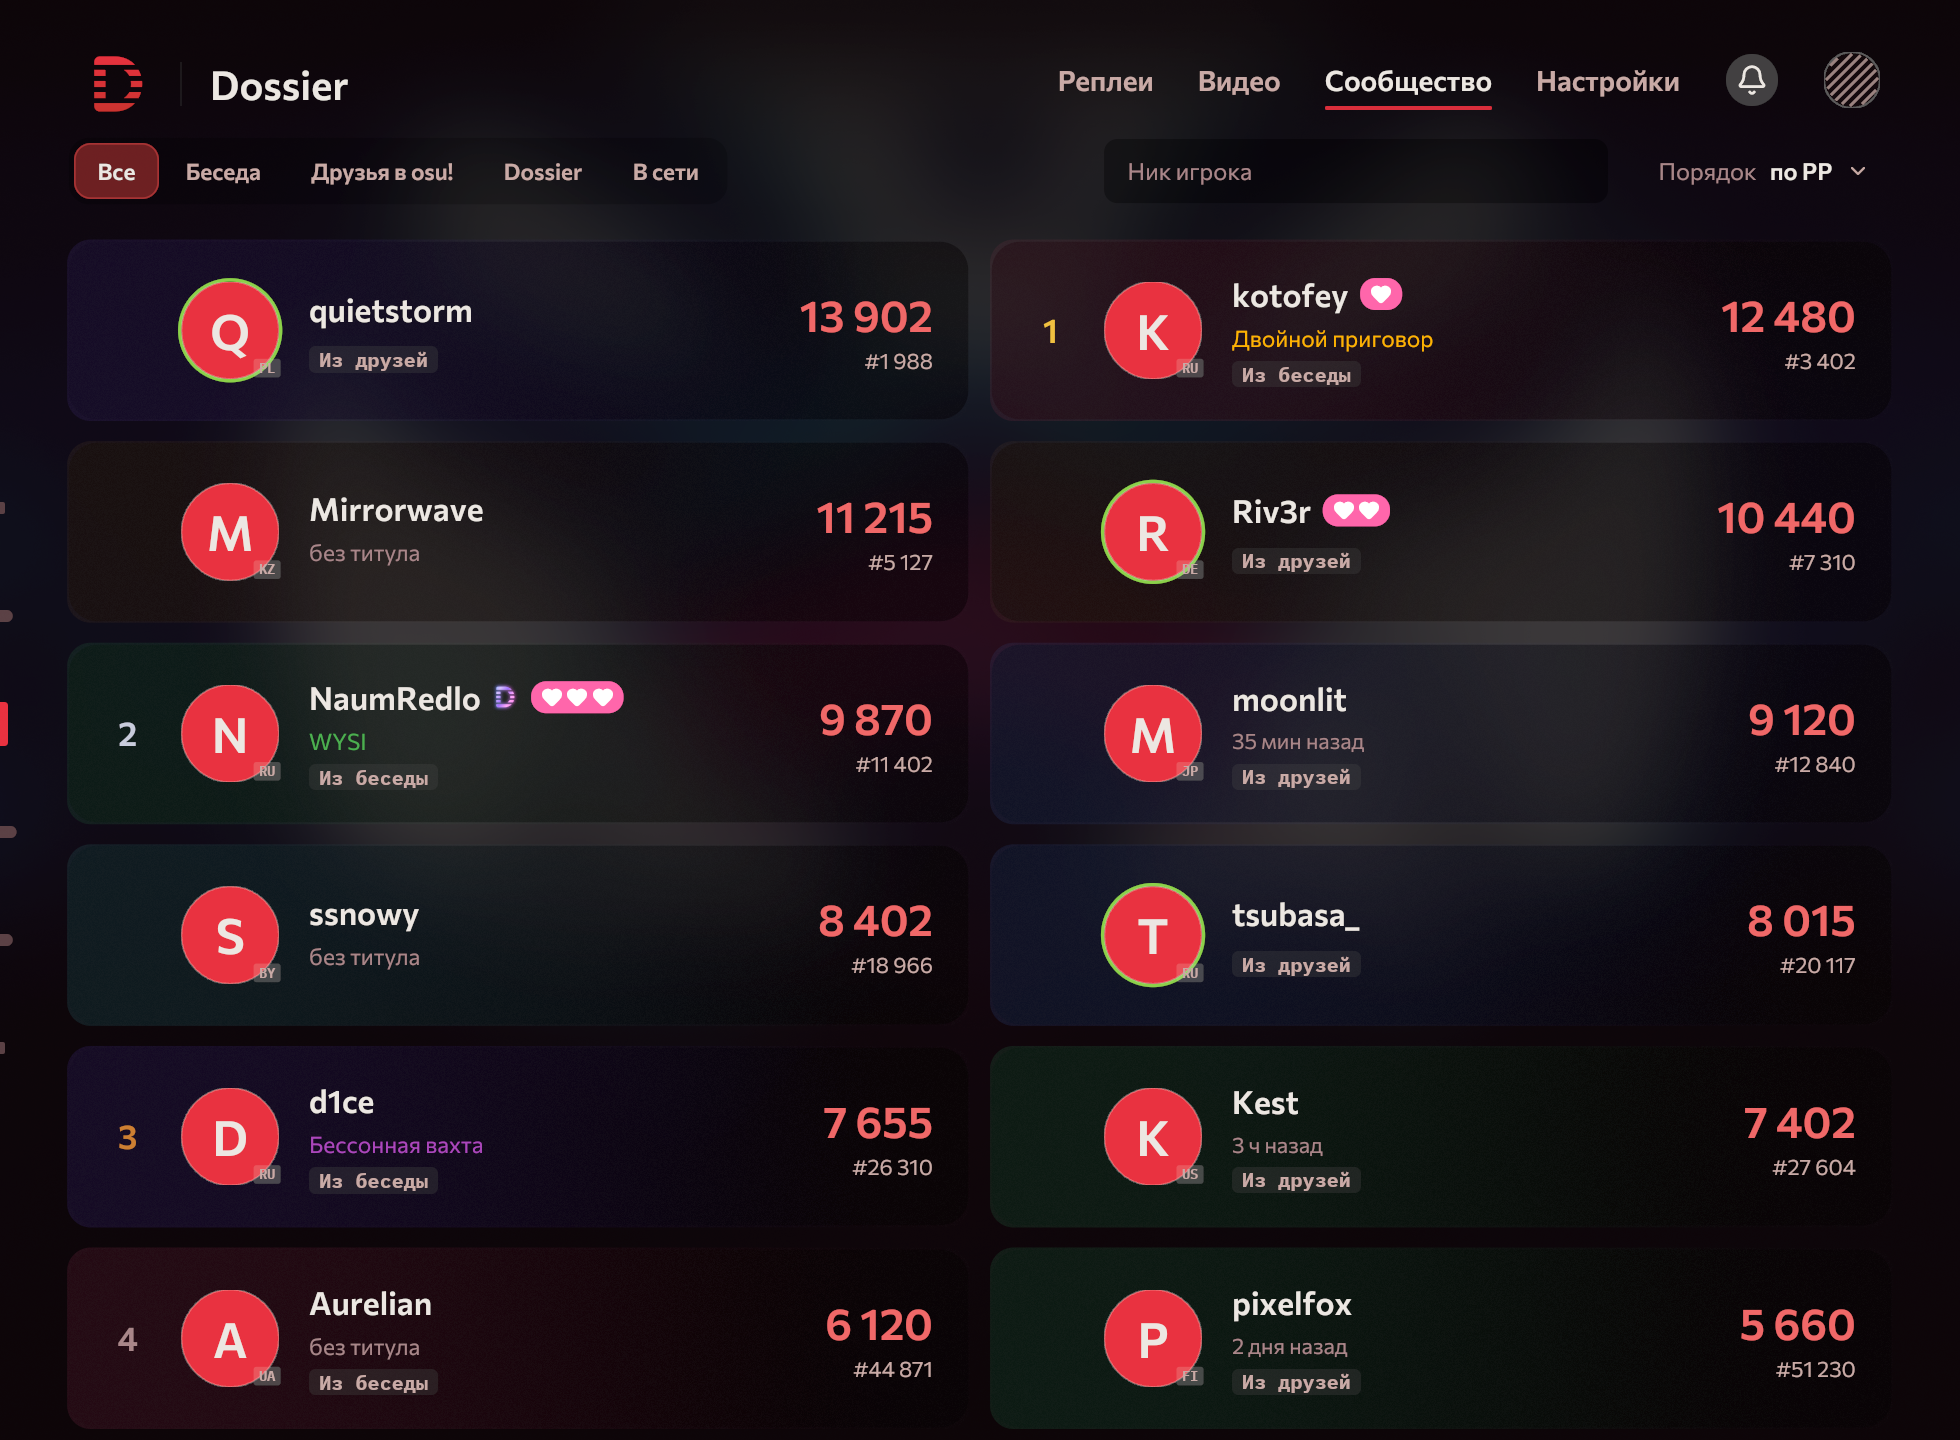 D
Dossier
Реплеи
Видео
Сообщество
Настройки
Все
Беседа
Друзья в osu!
Dossier
В сети
Ник игрока
Порядок по PP
Q
PL
quietstorm
Из друзей
13 902
#1 988
1
K
RU
kotofey
Двойной приговор
Из беседы
12 480
#3 402
M
KZ
Mirrorwave
без титула
11 215
#5 127
R
DE
Riv3r
Из друзей
10 440
#7 310
2
N
RU
NaumRedlo
WYSI
Из беседы
9 870
#11 402
M
JP
moonlit
35 мин назад
Из друзей
9 120
#12 840
S
BY
ssnowy
без титула
8 402
#18 966
T
RU
tsubasa_
Из друзей
8 015
#20 117
3
D
RU
d1ce
Бессонная вахта
Из беседы
7 655
#26 310
K
US
Kest
3 ч назад
Из друзей
7 402
#27 604
4
A
UA
Aurelian
без титула
Из беседы
6 120
#44 871
P
FI
pixelfox
2 дня назад
Из друзей
5 660
#51 230